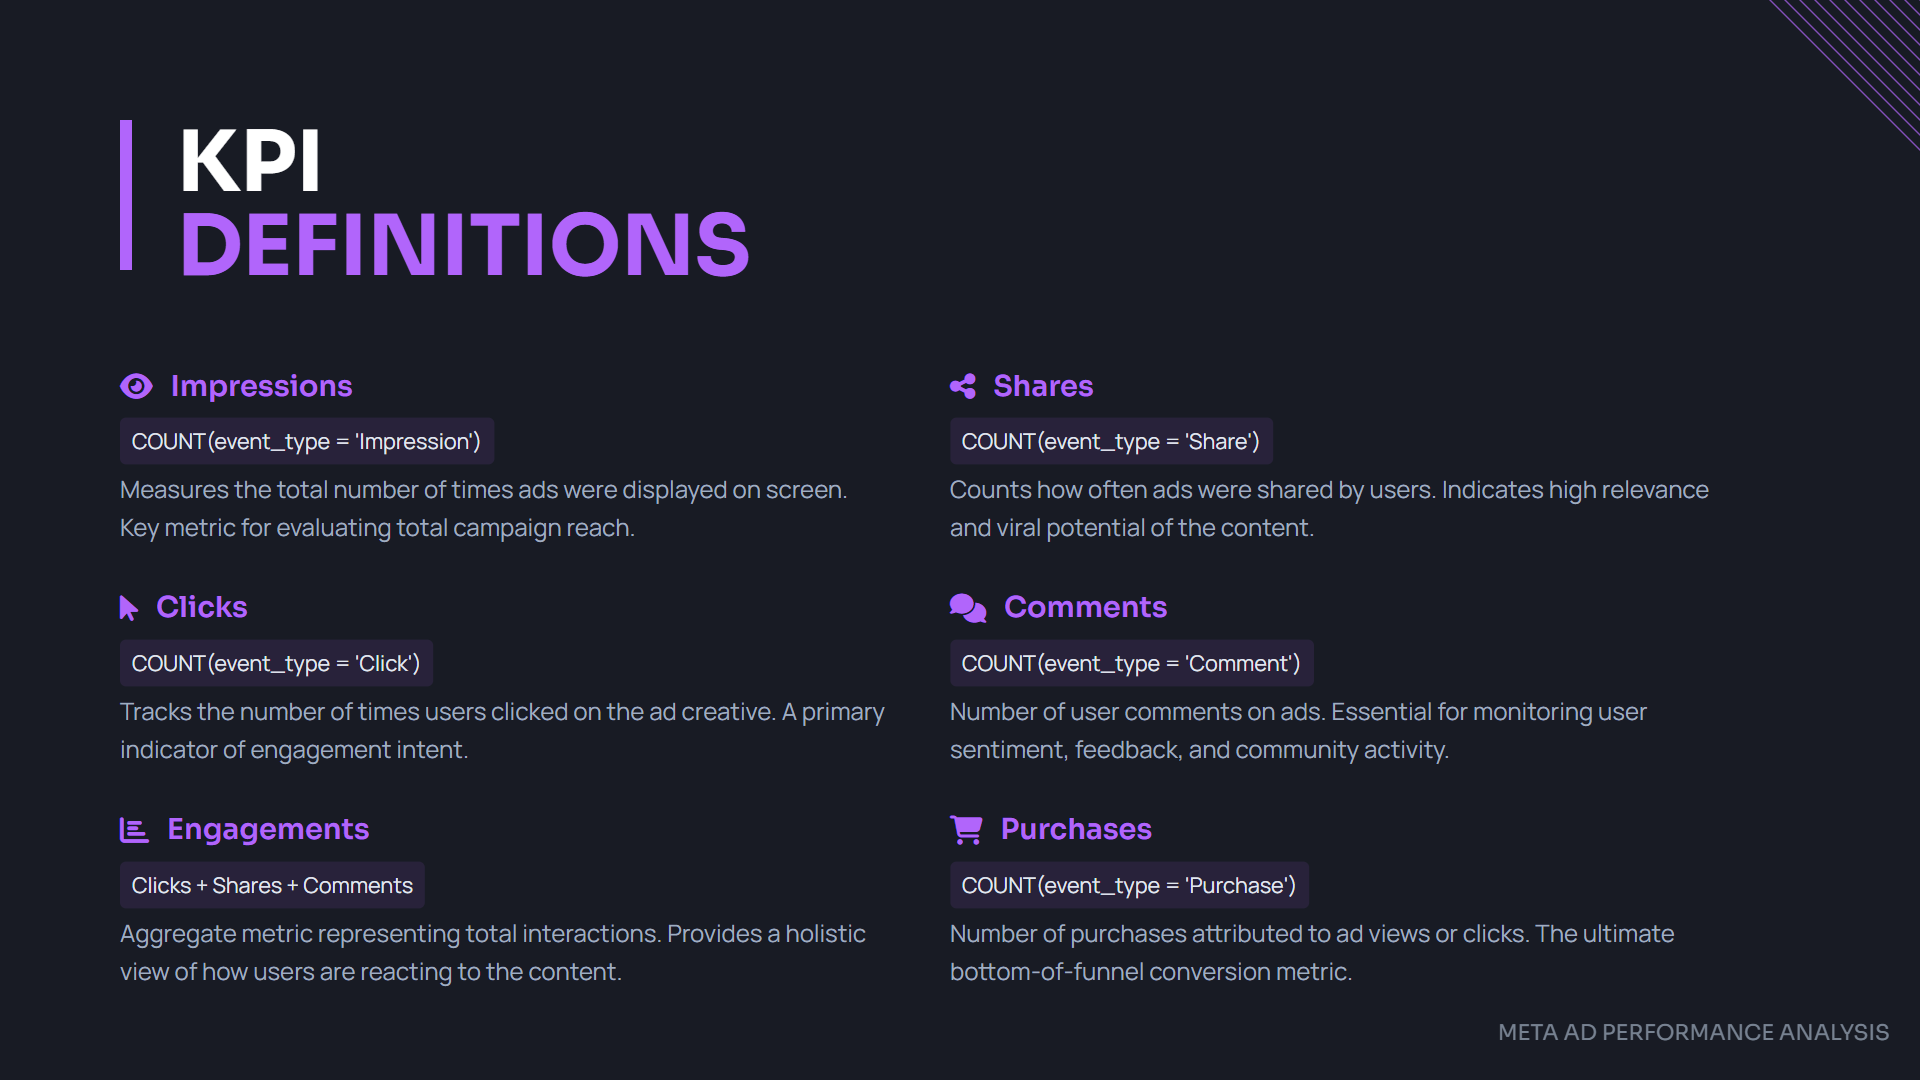 KPI
DEFINITIONS
Impressions
COUNT(event_type = 'Impression')
Measures the total number of times ads were displayed on screen.
Key metric for evaluating total campaign reach.
Clicks
COUNT(event_type = 'Click')
Tracks the number of times users clicked on the ad creative. A primary
indicator of engagement intent.
Engagements
Clicks + Shares + Comments
Aggregate metric representing total interactions. Provides a holistic
view of how users are reacting to the content.
Shares
COUNT(event_type = 'Share')
Counts how often ads were shared by users. Indicates high relevance
and viral potential of the content.
Comments
COUNT(event_type = 'Comment')
Number of user comments on ads. Essential for monitoring user
sentiment, feedback, and community activity.
Purchases
COUNT(event_type = 'Purchase')
Number of purchases attributed to ad views or clicks. The ultimate
bottom-of-funnel conversion metric.
META AD PERFORMANCE ANALYSIS